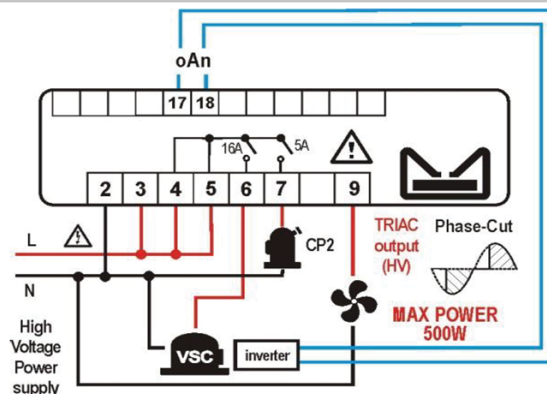 oAn
17 18
16A 5A
2 3 4 5 6 7 9
L
CP2
TRIAC
output
(HV)
Phase-Cut
N
MAX POWER
500W
High
Voltage
Power
supply
VSC
inverter